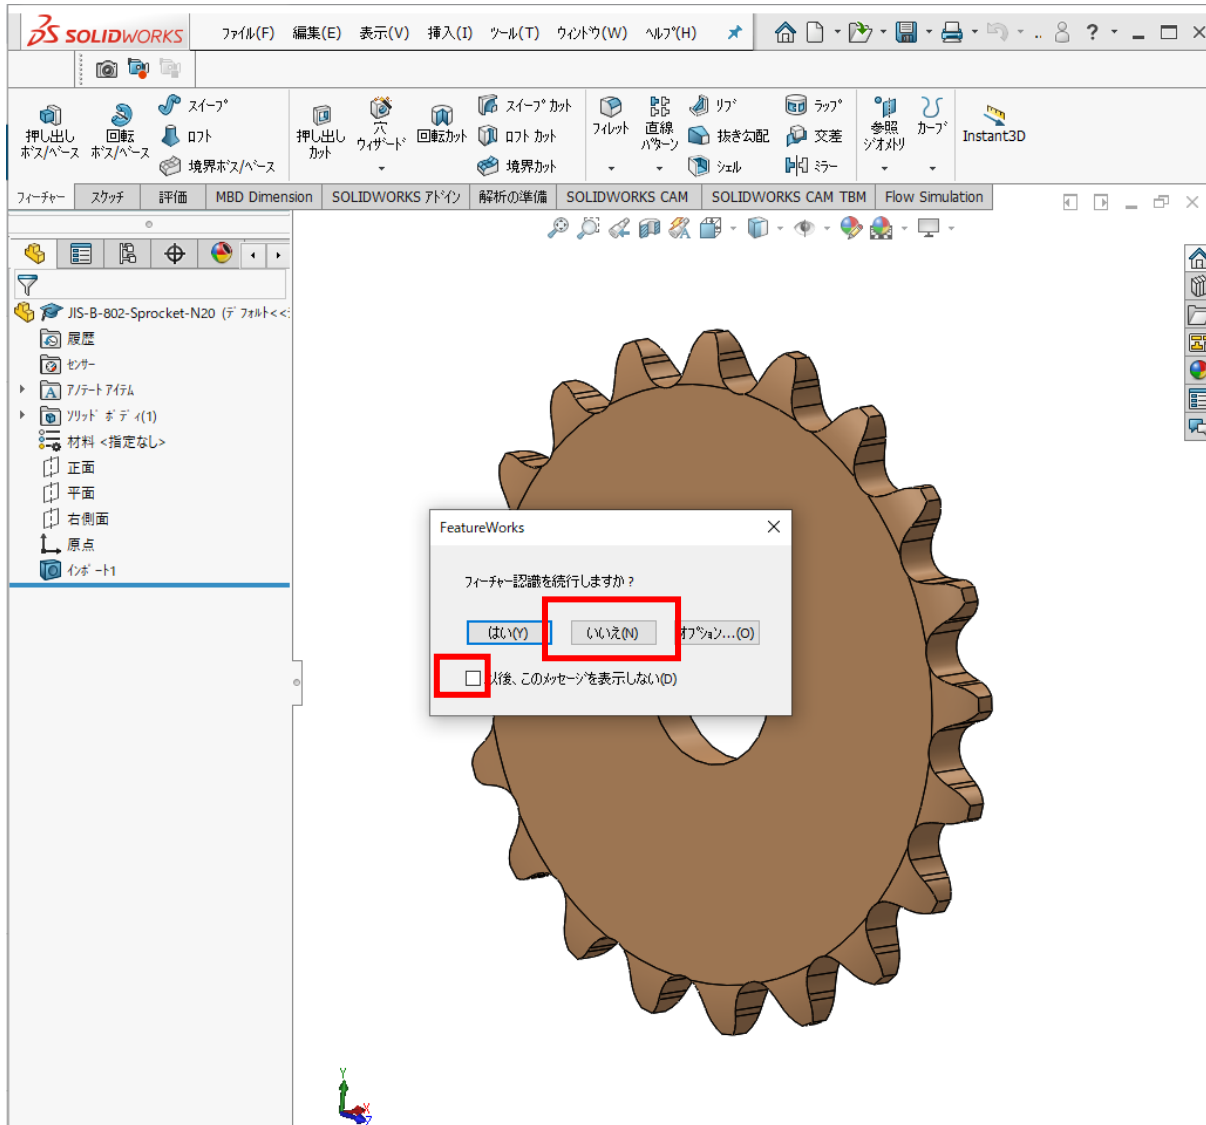 SOLIDWORKS ファイル(F) 編集(E) 表示(V) 挿入(I) ツール(T) ウィンドウ(W) ヘルプ(H)
押し出し
ボス/ベース
回転
ボス/ベース
スイープ
ロフト
境界ボス/ベース
押し出し
カット
穴
ウィザード
回転カット
スイープ カット
ロフト カット
境界カット
フィレット
直線
パターン
リブ
抜き勾配
シェル
ラップ
交差
ミラー
参照
ジオメトリ
カーブ
Instant3D
フィーチャー スケッチ 評価 MBD Dimension SOLIDWORKS アドイン 解析の準備 SOLIDWORKS CAM SOLIDWORKS CAM TBM Flow Simulation
JIS-B-802-Sprocket-N20 (デフォルト<<
履歴
センサー
アノテート アイテム
ソリッド ボディ(1)
材料 <指定なし>
正面
平面
右側面
原点
インポート1
FeatureWorks
フィーチャー認識を続行しますか?
はい(Y) いいえ(N) オプション...(O)
以後、このメッセージを表示しない(D)
Y
X
Z